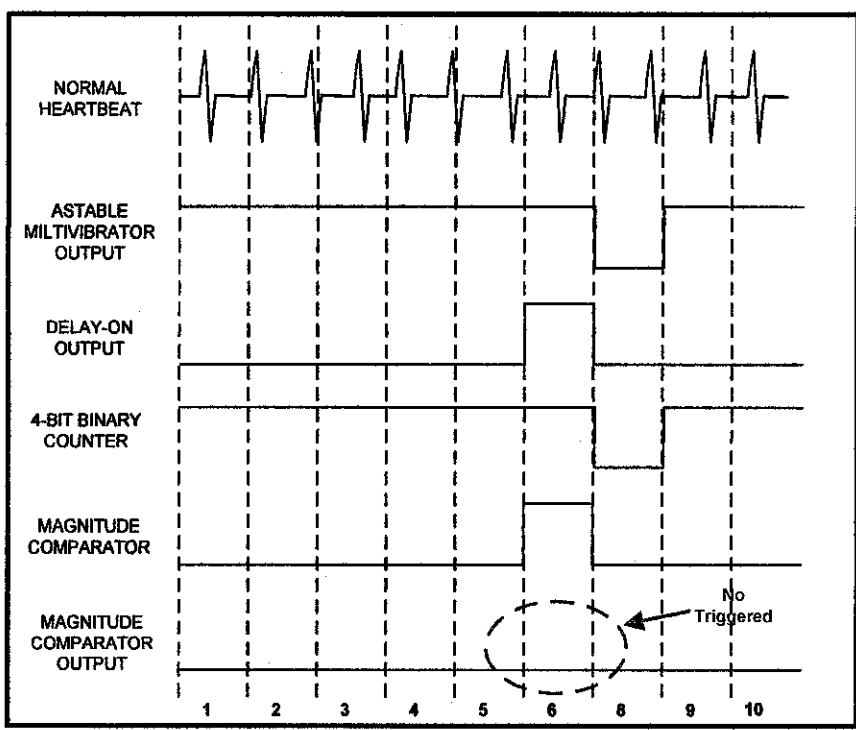 NORMAL
HEARTBEAT
ASTABLE
MILTIVIBRATOR
OUTPUT
DELAY-ON
OUTPUT
4-BIT BINARY
COUNTER
MAGNITUDE
COMPARATOR
No
Triggered
MAGNITUDE
COMPARATOR
OUTPUT
1 2 3 4 5 6 8 9 10